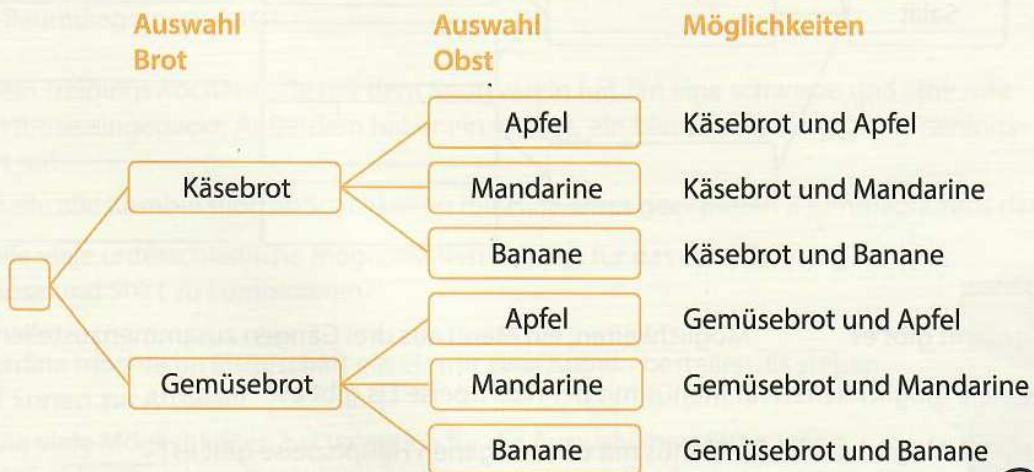 Auswahl Brot
Auswahl Obst
Möglichkeiten
Apfel
Käsebrot und Apfel
Käsebrot
Mandarine
Käsebrot und Mandarine
Banane
Käsebrot und Banane
Apfel
Gemüsebrot und Apfel
Gemüsebrot
Mandarine
Gemüsebrot und Mandarine
Banane
Gemüsebrot und Banane